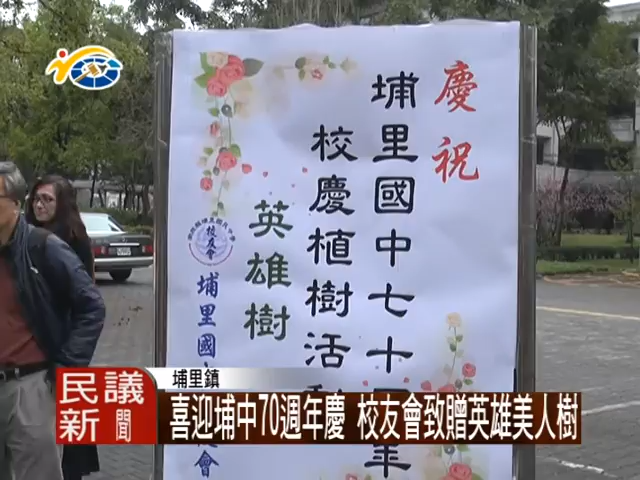 慶祝
埔里國中七十
年
校慶植樹活
英雄樹
校友會
埔里國
會
民議新聞
埔里鎮
喜迎埔中70週年慶 校友會致贈英雄美人樹